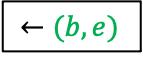 ← (b, e)